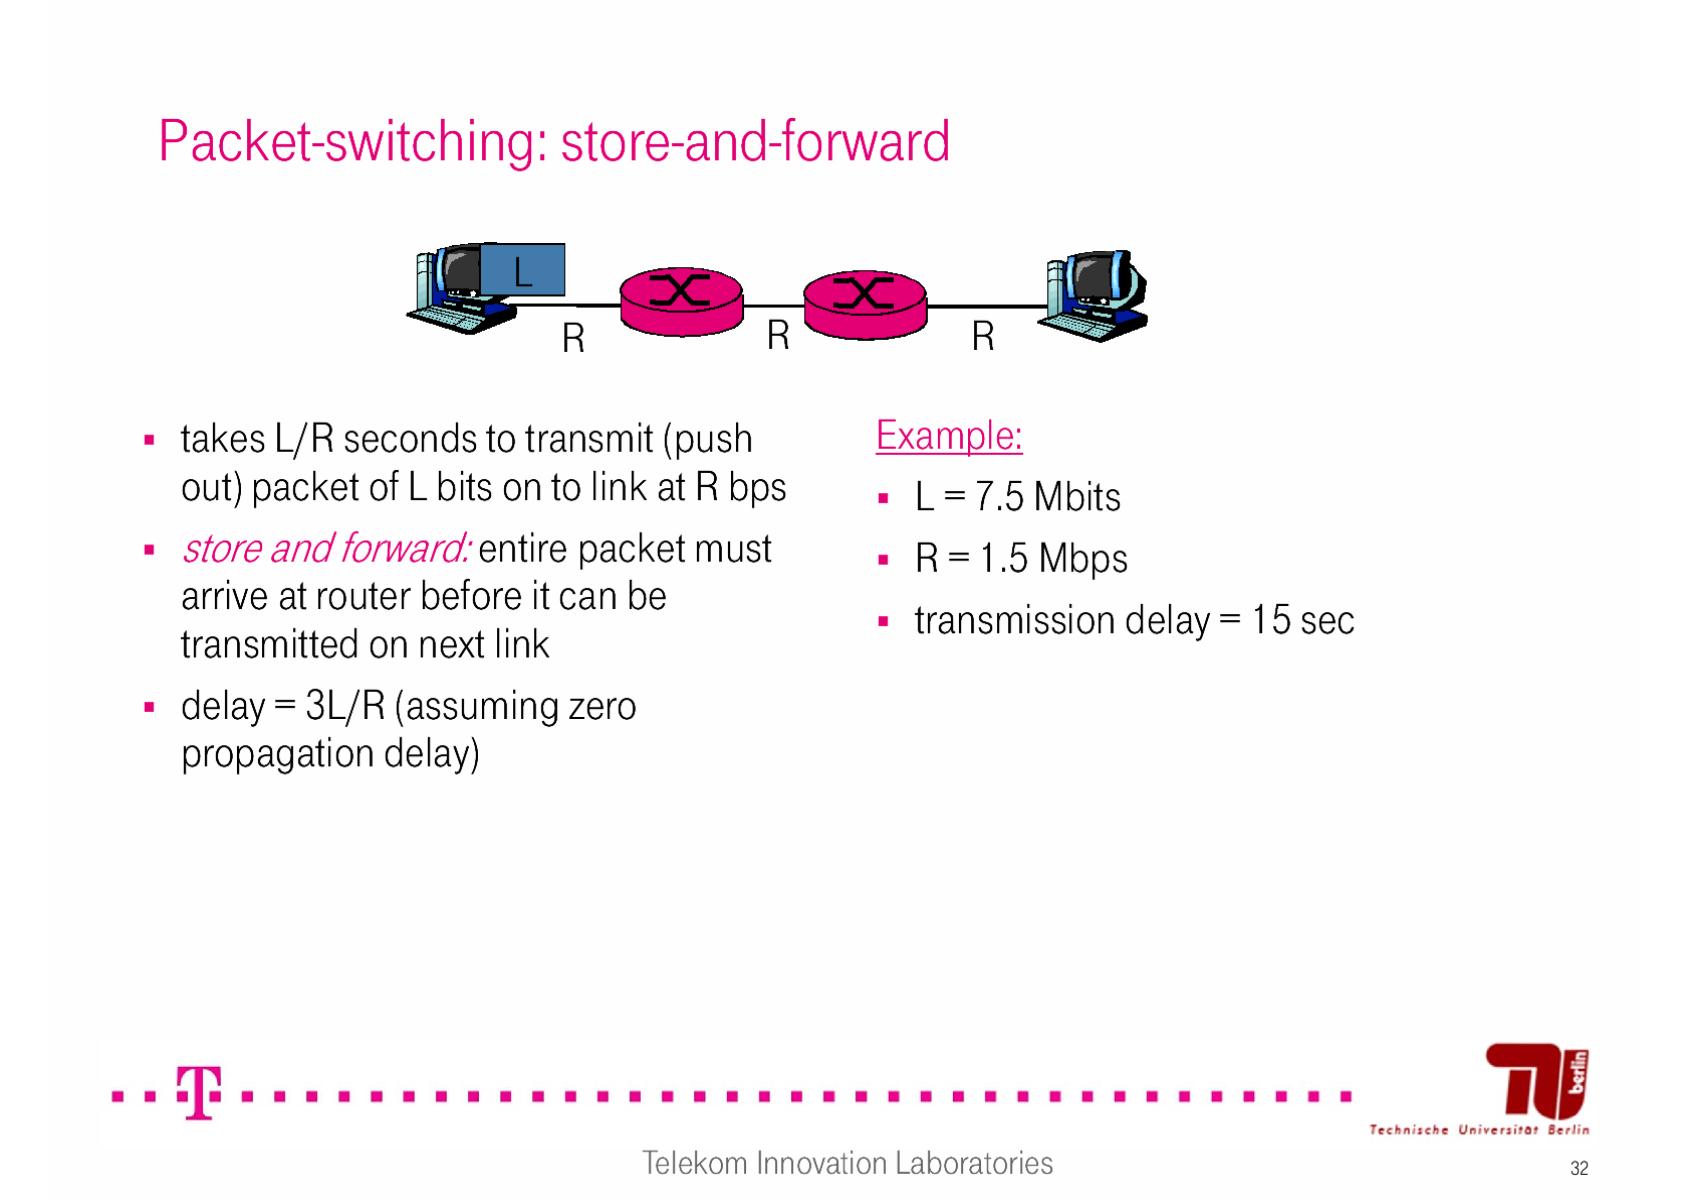 Packet-switching: store-and-forward
L
R
R
R
▪ takes L/R seconds to transmit (push
out) packet of L bits on to link at R bps
▪ store and forward: entire packet must
arrive at router before it can be
transmitted on next link
▪ delay = 3L/R (assuming zero
propagation delay)
Example:
▪ L = 7.5 Mbits
▪ R = 1.5 Mbps
▪ transmission delay = 15 sec
T
berlin
Technische Universität Berlin
Telekom Innovation Laboratories
32